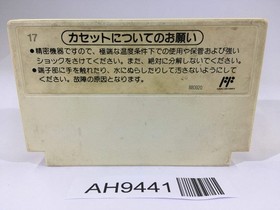 17
カセットについてのお願い
●精密機器ですので、極端な温度条件下での使用や保管および強い
ショックをさけてください。また、絶対に分解しないでください。
●端子部に手を触れたり、水にぬらしたりして汚さないようにして
ください。故障の原因となります。
AH9441